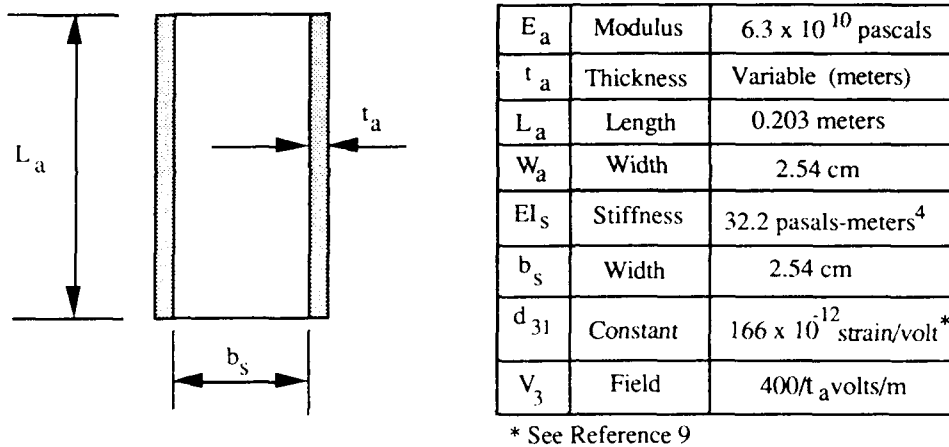 L a
t a
b s
E a Modulus 6.3 x 10 10 pascals
t a Thickness Variable (meters)
L a Length 0.203 meters
W a Width 2.54 cm
EI s Stiffness 32.2 pasals-meters 4
b s Width 2.54 cm
d 31 Constant 166 x 10 -12 strain/volt *
V 3 Field 400/t a volts/m
* See Reference 9